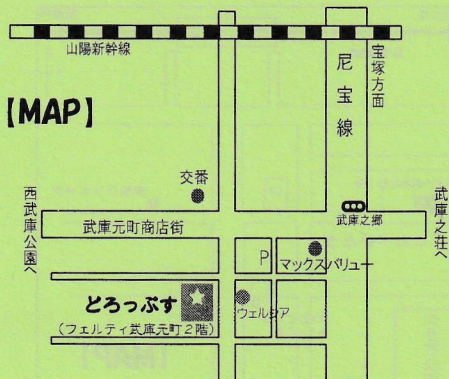 山陽新幹線
宝塚方面
尼宝線
【MAP】
交番
西武庫公園へ
武庫元町商店街
武庫之郷
武庫之荘へ
P
マックスバリュー
どろっぷす
ウェルシア
(フェルティ武庫元町2階)